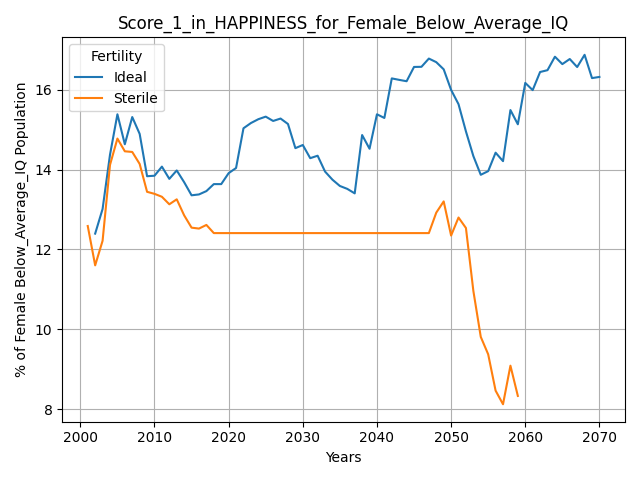 Score_1_in_HAPPINESS_for_Female_Below_Average_IQ
Fertility
Ideal
Sterile
% of Female Below_Average_IQ Population
16
14
12
10
8
2000 2010 2020 2030 2040 2050 2060 2070
Years